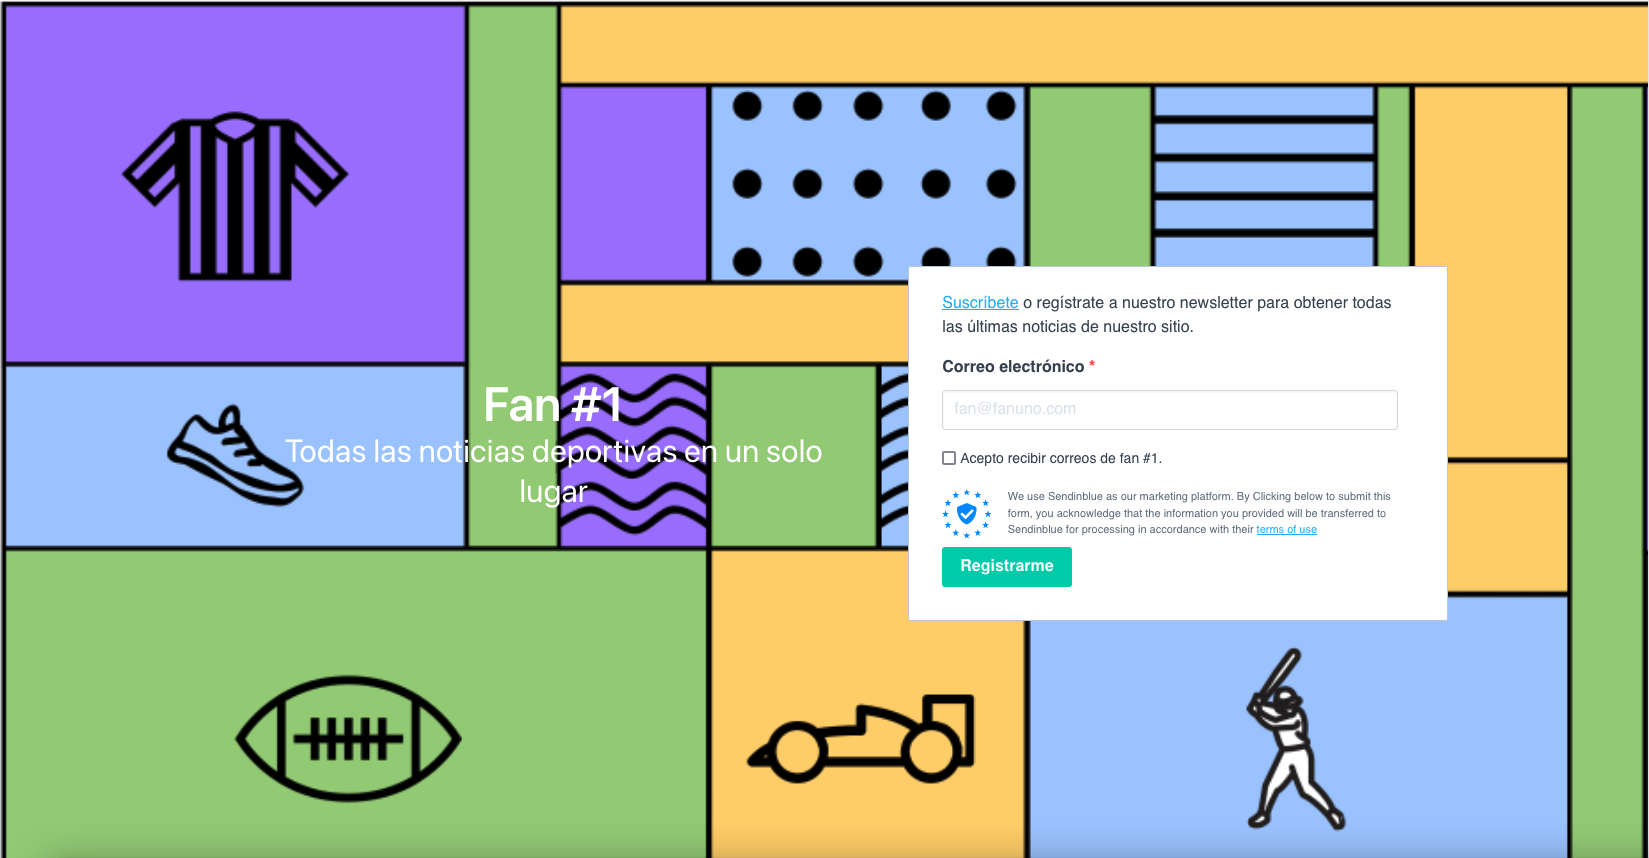 Fan #1
Todas las noticias deportivas en un solo
lugar
Suscríbete o regístrate a nuestro newsletter para obtener todas
las últimas noticias de nuestro sitio.
Correo electrónico *
fan@fanuno.com
Acepto recibir correos de fan #1.
We use Sendinblue as our marketing platform. By Clicking below to submit this
form, you acknowledge that the information you provided will be transferred to
Sendinblue for processing in accordance with their terms of use
Registrarme